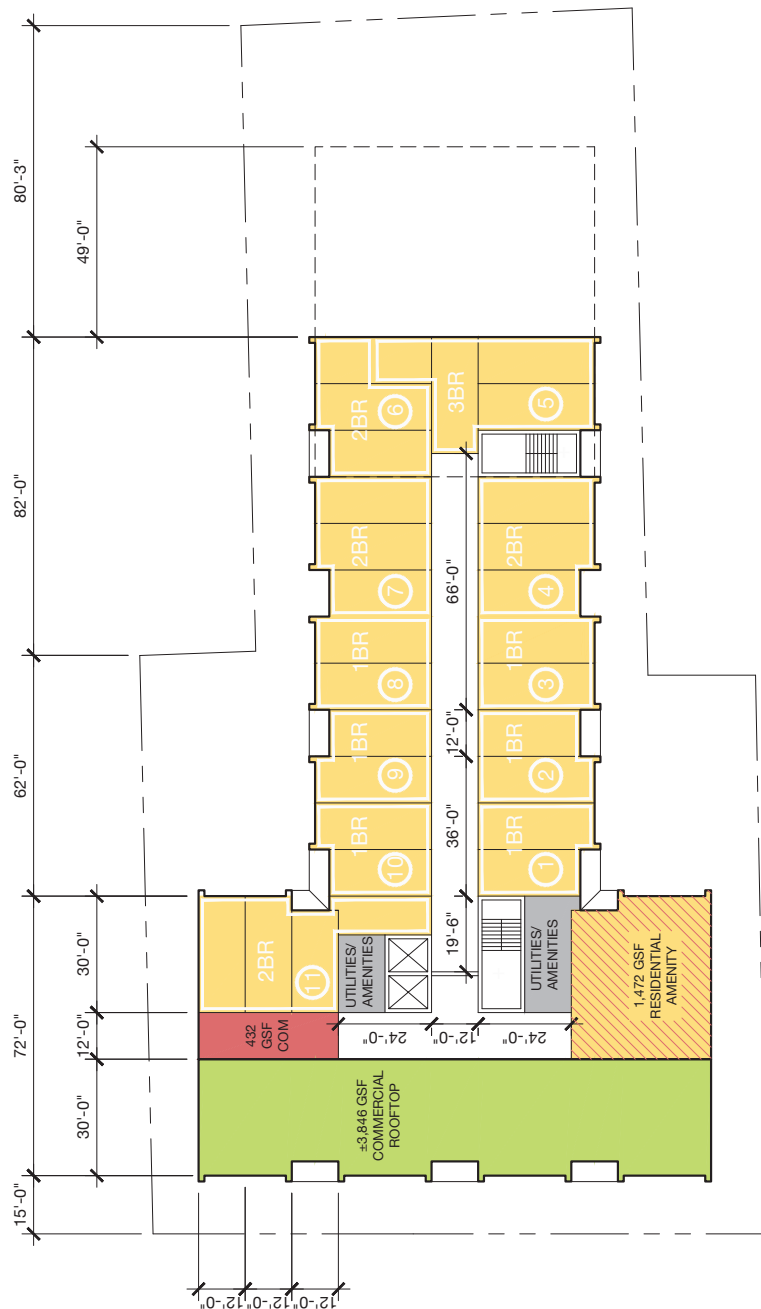 80'-3"
49'-0"
82'-0"
62'-0"
72'-0"
30'-0"
12'-0"
30'-0"
15'-0"
12'-0"
12'-0"
12'-0"
2BR
6
3BR
5
2BR
7
66'-0"
2BR
4
1BR
8
1BR
3
1BR
9
12'-0"
1BR
2
1BR
10
36'-0"
1BR
1
2BR
11
UTILITIES/
AMENITIES
19'-6"
UTILITIES/
AMENITIES
1,472 GSF
RESIDENTIAL
AMENITY
432
GSF
COM
24'-0"
12'-0"
24'-0"
±3,846 GSF
COMMERCIAL
ROOFTOP